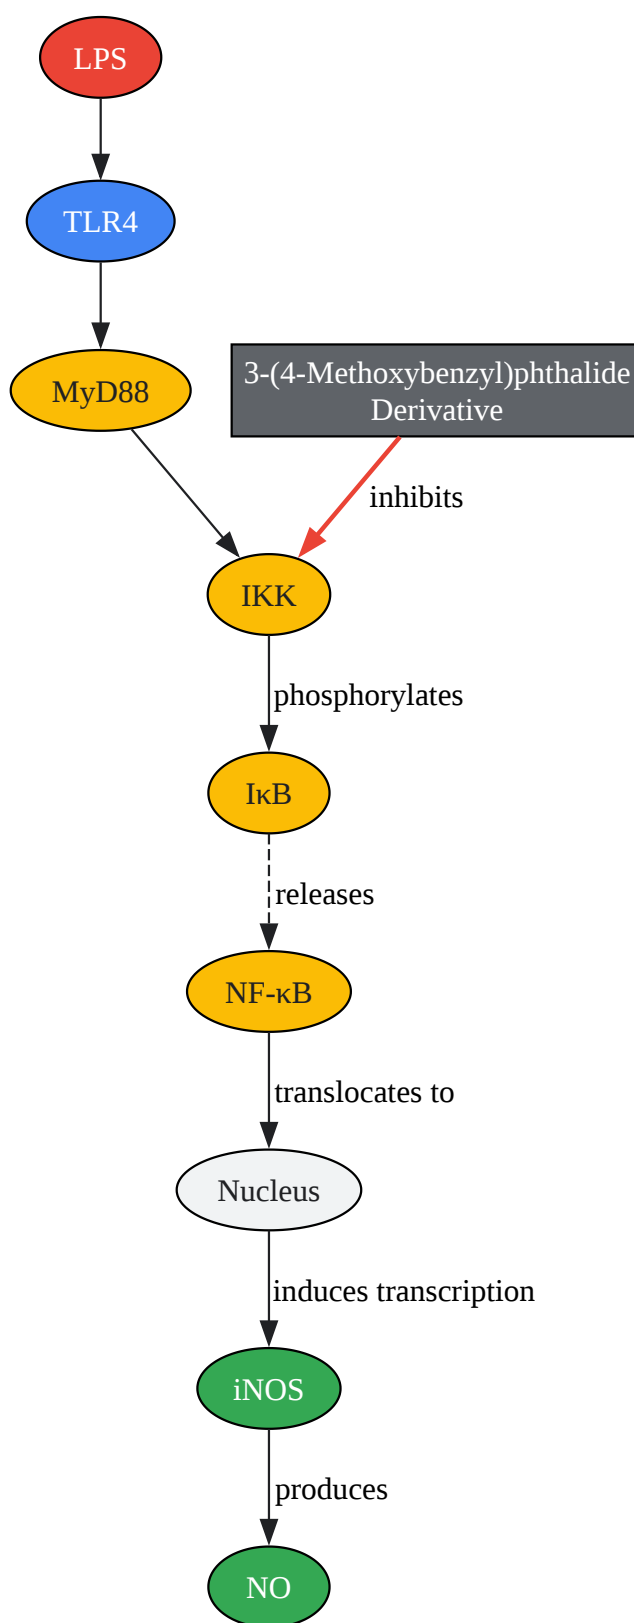 LPS
TLR4
MyD88
3-(4-Methoxybenzyl)phthalide
Derivative
inhibits
IKK
phosphorylates
IκB
releases
NF-κB
translocates to
Nucleus
induces transcription
iNOS
produces
NO